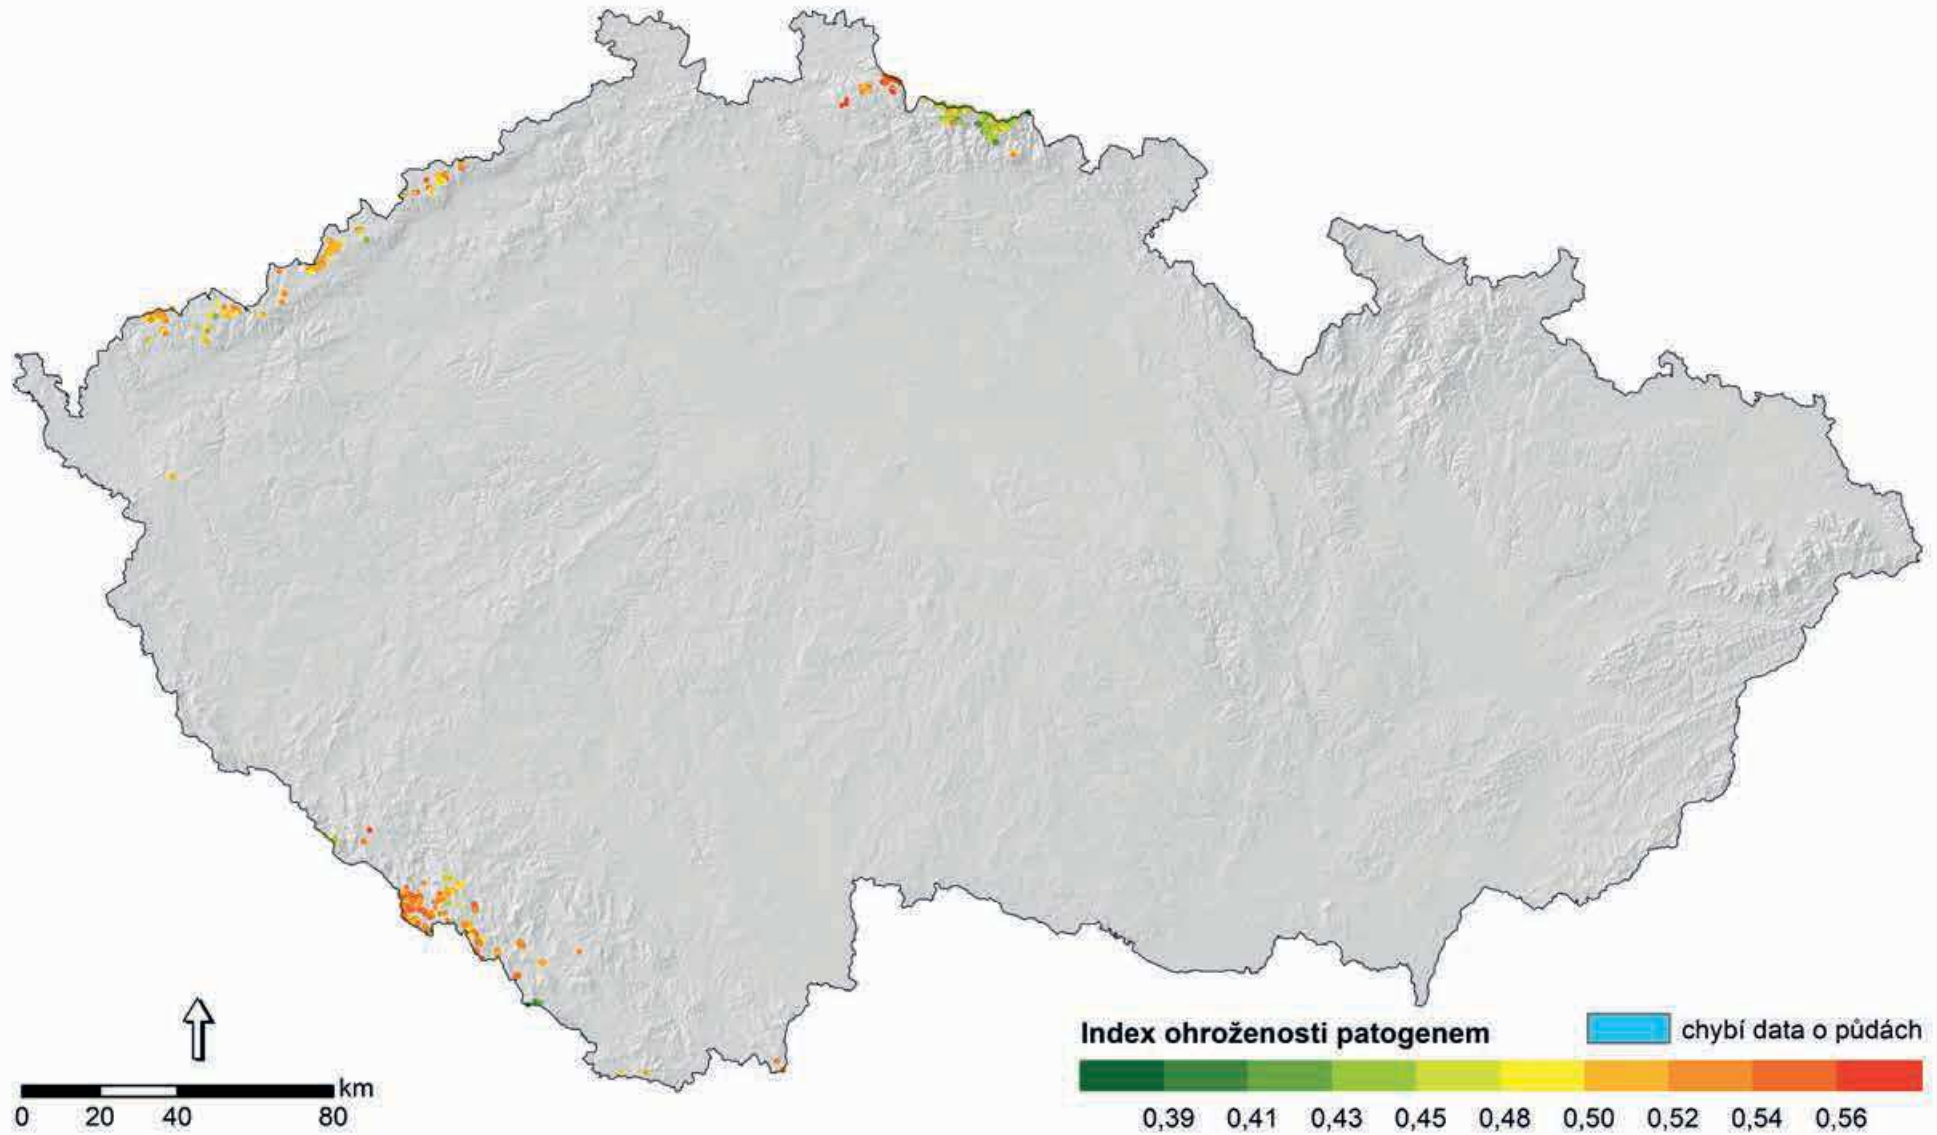 Index ohroženosti patogenem
chybí data o půdách
0,39 0,41 0,43 0,45 0,48 0,50 0,52 0,54 0,56
km
0 20 40 80